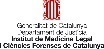 Generalitat de Catalunya
Departament de Justícia
Institut de Medicina Legal
i Ciències Forenses de Catalunya